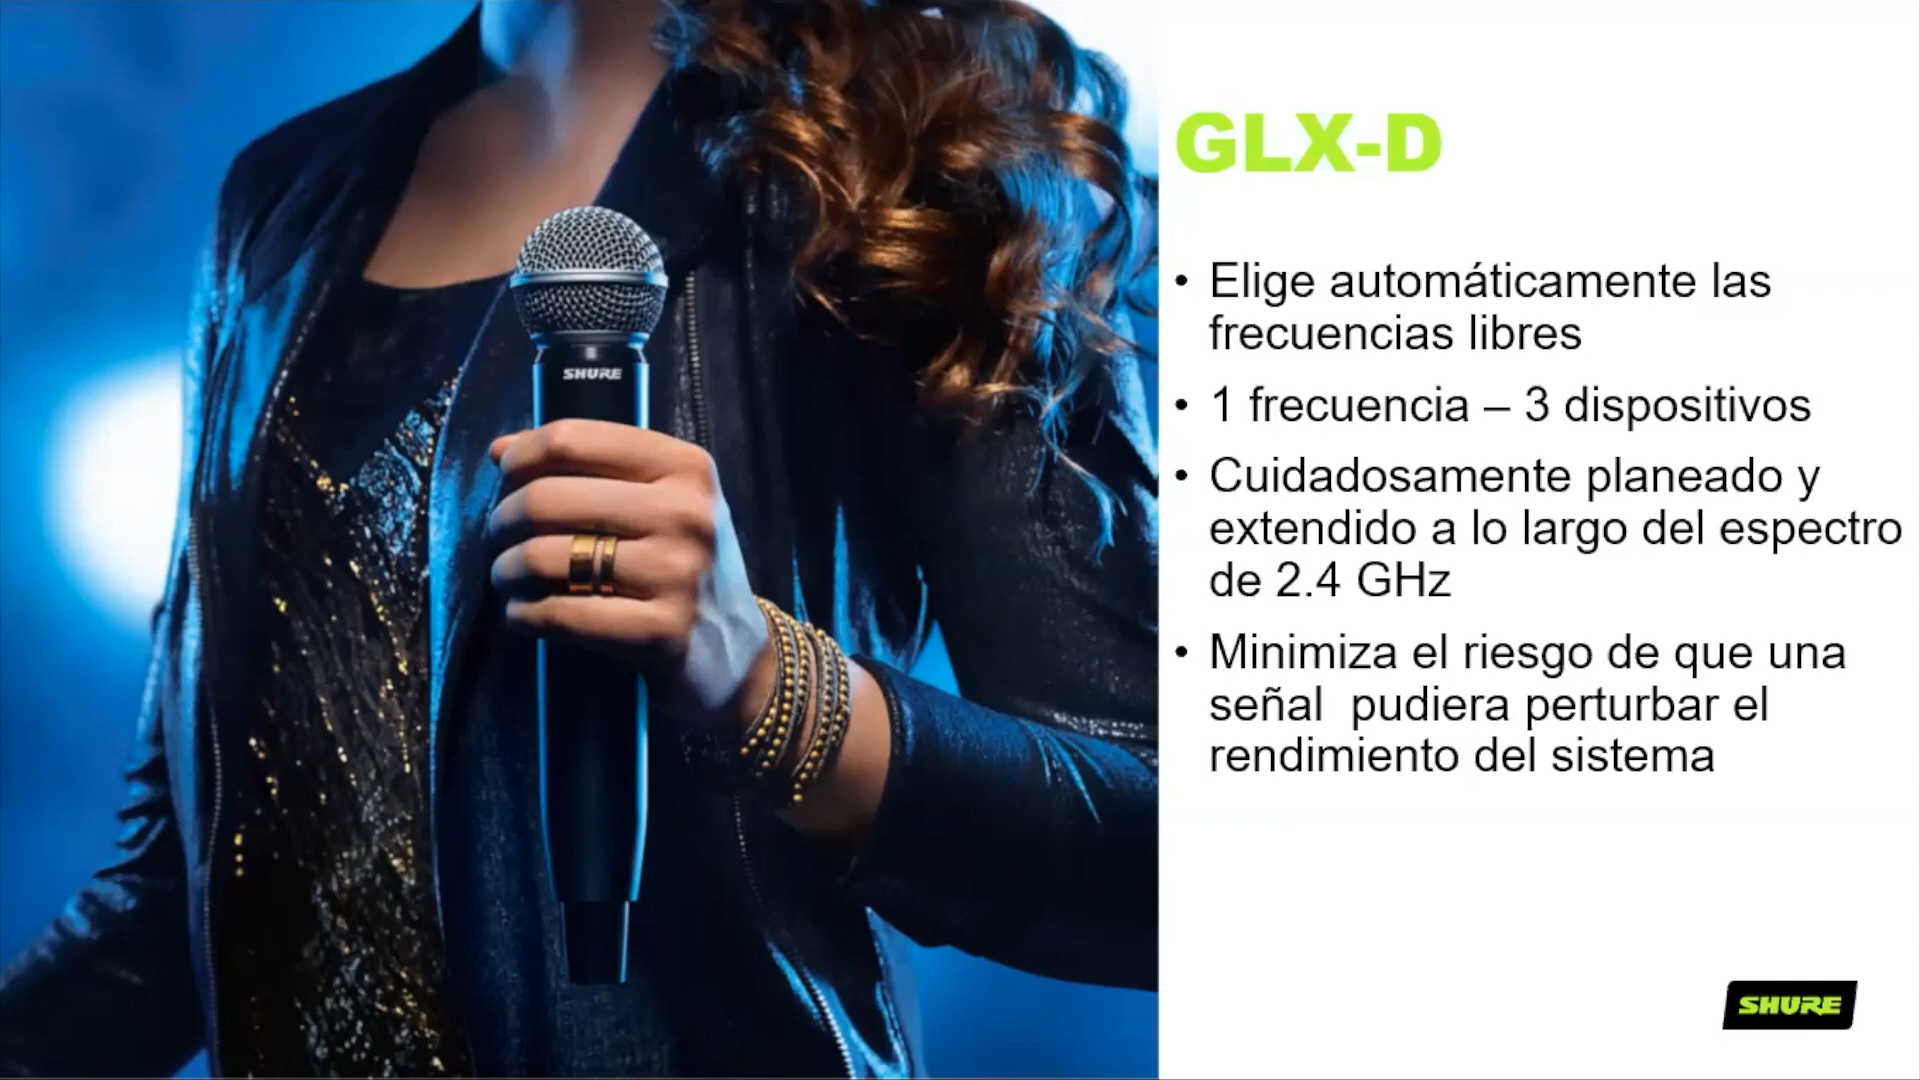 GLX-D
• Elige automáticamente las
frecuencias libres
• 1 frecuencia – 3 dispositivos
• Cuidadosamente planeado y
extendido a lo largo del espectro
de 2.4 GHz
• Minimiza el riesgo de que una
señal  pudiera perturbar el
rendimiento del sistema
SHURE
SHURE